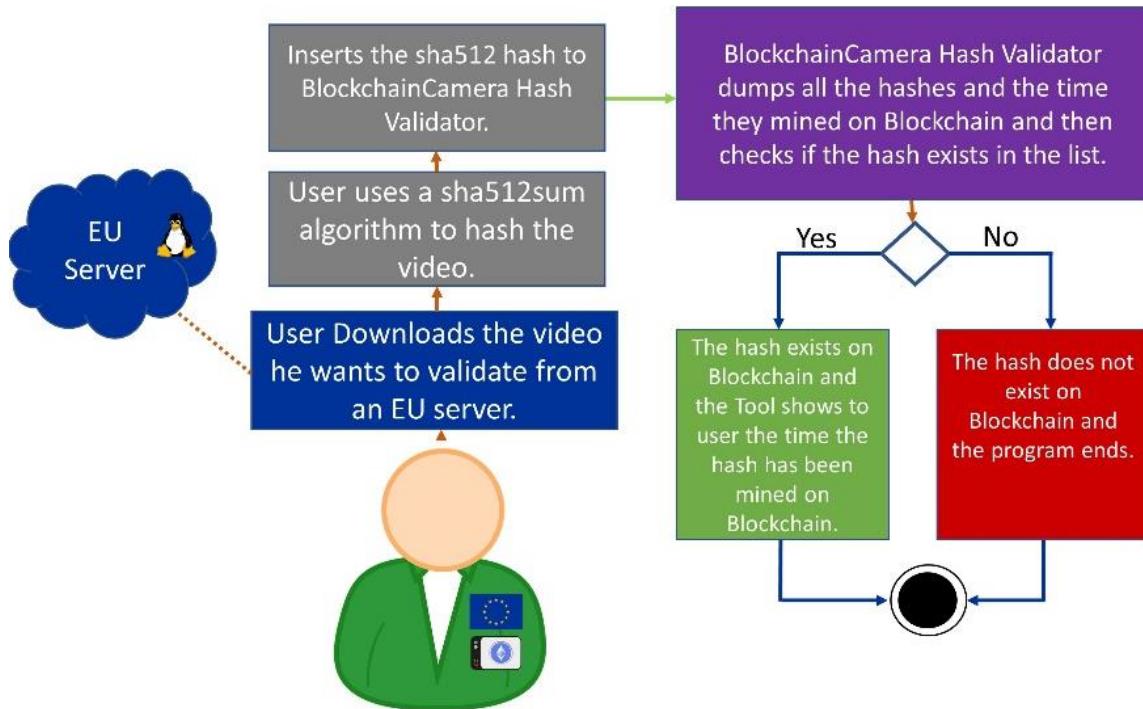 Inserts the sha512 hash to
BlockchainCamera Hash
Validator.
BlockchainCamera Hash Validator
dumps all the hashes and the time
they mined on Blockchain and then
checks if the hash exists in the list.
EU
Server
User uses a sha512sum
algorithm to hash the
video.
User Downloads the video
he wants to validate from
an EU server.
Yes
No
The hash exists on
Blockchain and
the Tool shows to
user the time the
hash has been
mined on
Blockchain.
The hash does not
exist on
Blockchain and
the program ends.